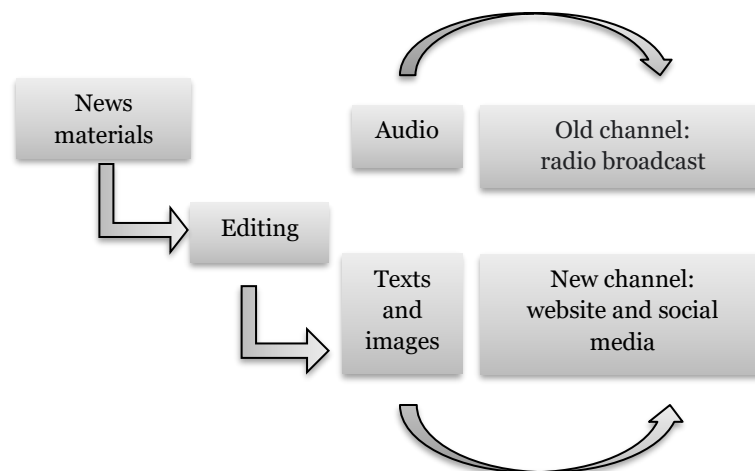 News
materials
Audio
Old channel:
radio broadcast
Editing
Texts
and
images
New channel:
website and social
media